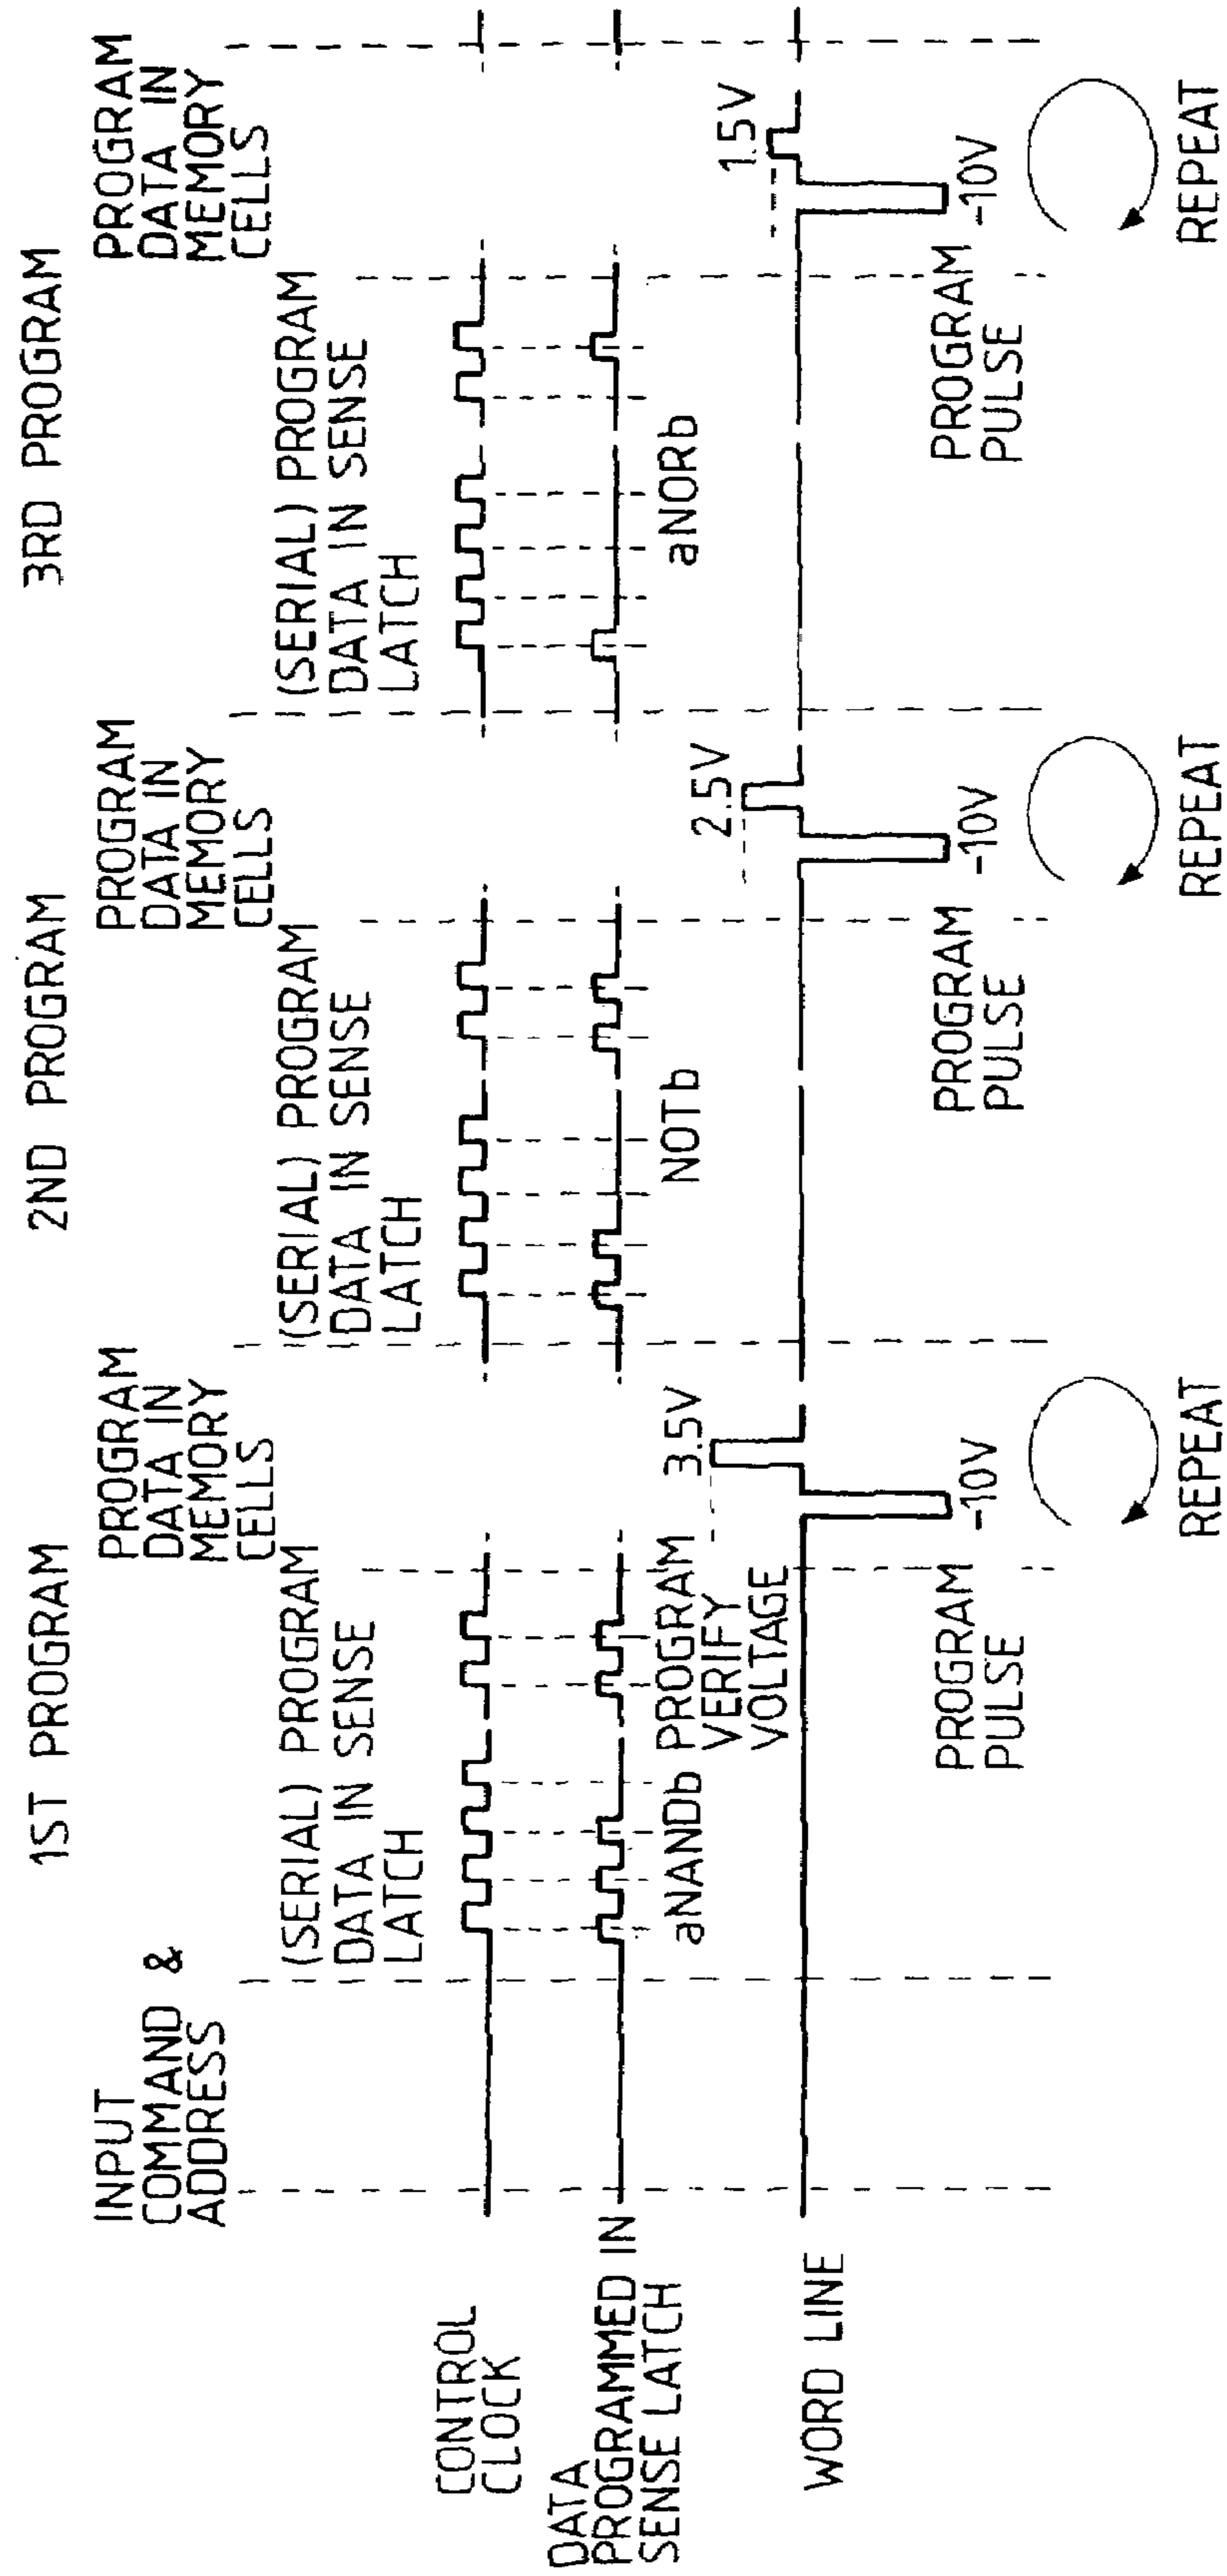 1ST PROGRAM
2ND PROGRAM
3RD PROGRAM
INPUT
COMMAND &
ADDRESS
PROGRAM
DATA IN
MEMORY
CELLS
PROGRAM
DATA IN
MEMORY
CELLS
PROGRAM
DATA IN
MEMORY
CELLS
(SERIAL) PROGRAM
DATA IN SENSE
LATCH
(SERIAL) PROGRAM
DATA IN SENSE
LATCH
(SERIAL) PROGRAM
DATA IN SENSE
LATCH
CONTROL
CLOCK
DATA
PROGRAMMED IN
SENSE LATCH
aNANDb
NOTb
aNORb
PROGRAM
VERIFY
VOLTAGE
3.5V
2.5V
1.5V
WORD LINE
PROGRAM
PULSE
-10V
PROGRAM
PULSE
-10V
PROGRAM
PULSE
-10V
REPEAT
REPEAT
REPEAT